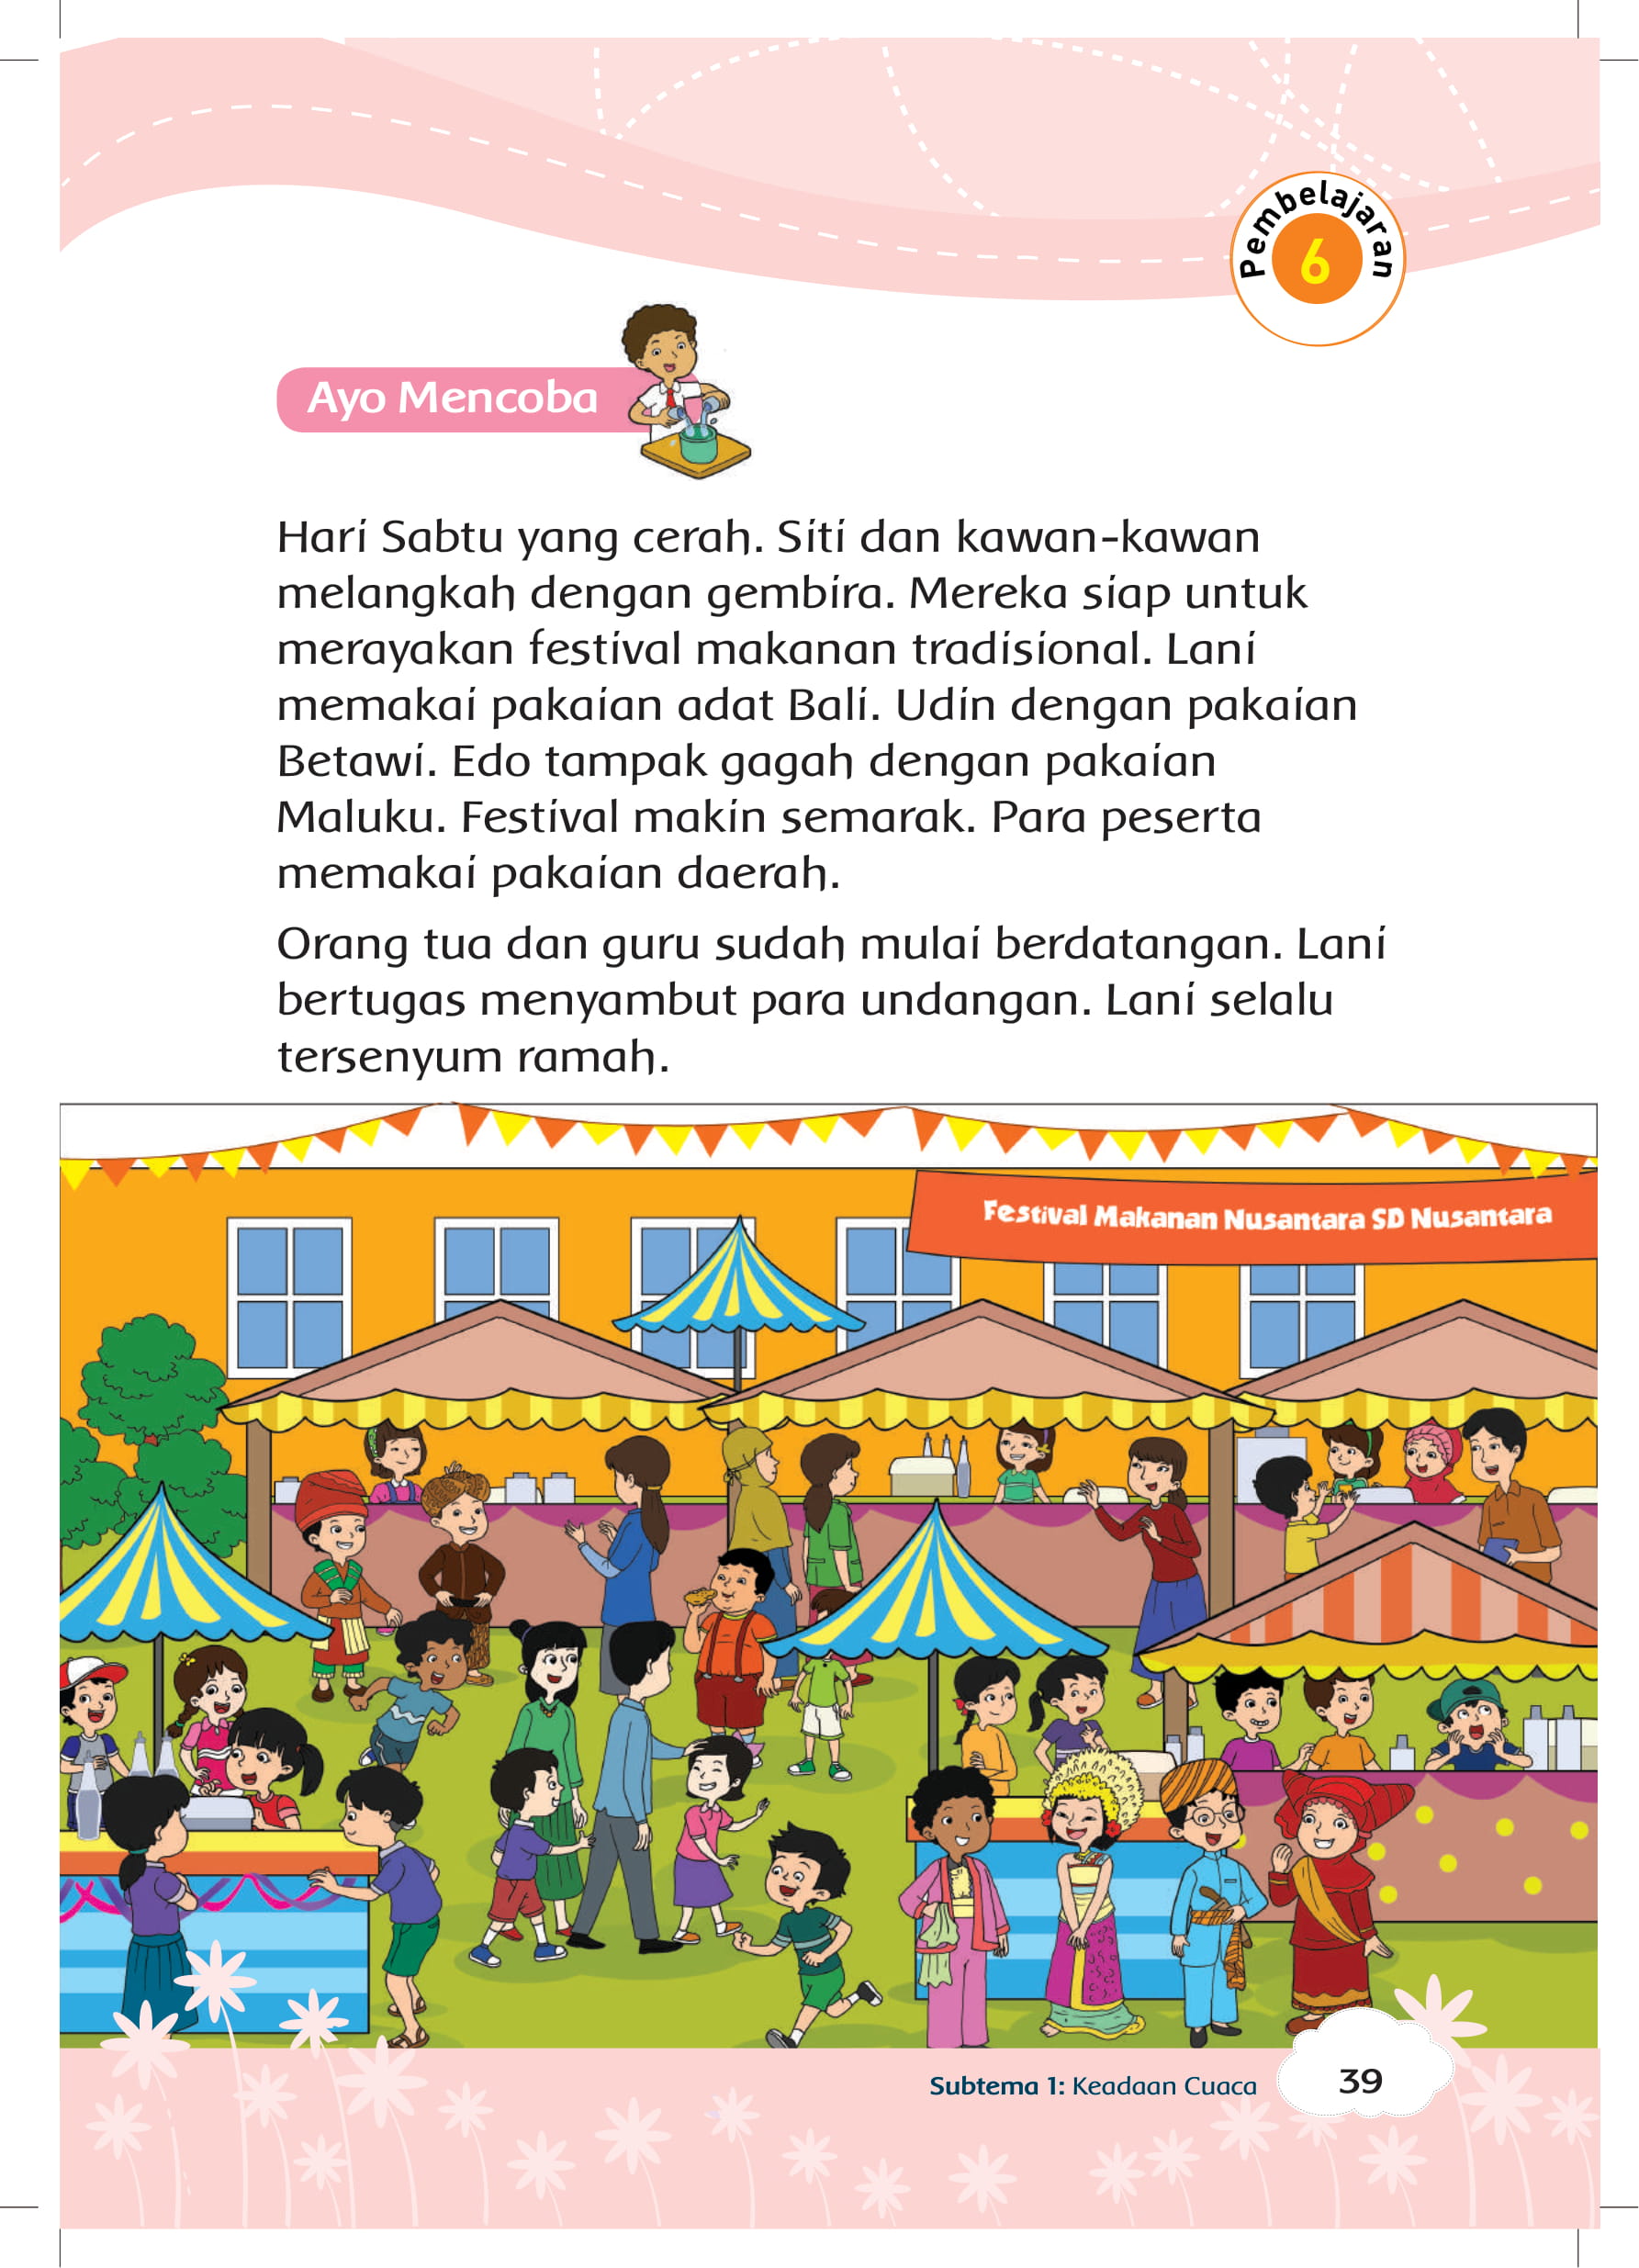 Pembelajaran
6
Ayo Mencoba
Hari Sabtu yang cerah. Siti dan kawan-kawan
melangkah dengan gembira. Mereka siap untuk
merayakan festival makanan tradisional. Lani
memakai pakaian adat Bali. Udin dengan pakaian
Betawi. Edo tampak gagah dengan pakaian
Maluku. Festival makin semarak. Para peserta
memakai pakaian daerah.
Orang tua dan guru sudah mulai berdatangan. Lani
bertugas menyambut para undangan. Lani selalu
tersenyum ramah.
Festival Makanan Nusantara SD Nusantara
Subtema 1: Keadaan Cuaca
39